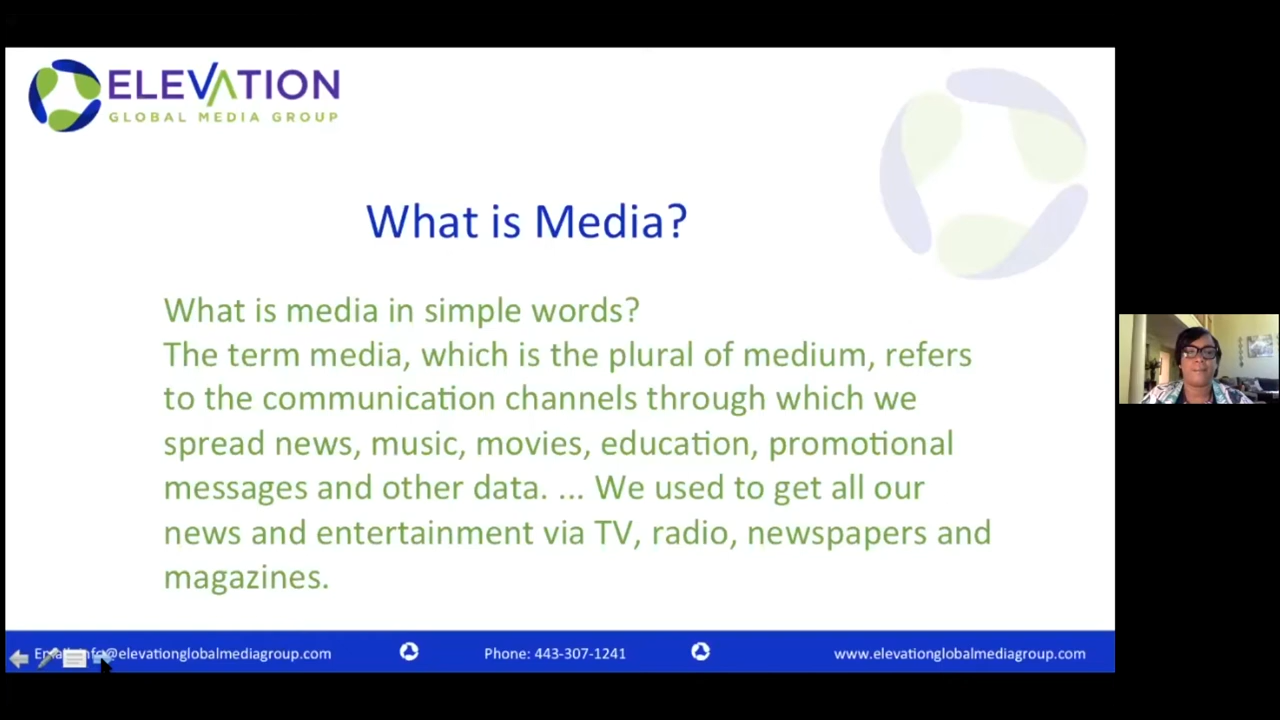 ELEVATION
GLOBAL MEDIA GROUP
What is Media?
What is media in simple words?
The term media, which is the plural of medium, refers
to the communication channels through which we
spread news, music, movies, education, promotional
messages and other data. ... We used to get all our
news and entertainment via TV, radio, newspapers and
magazines.
Email: info@elevationglobalmediagroup.com Phone: 443-307-1241 www.elevationglobalmediagroup.com